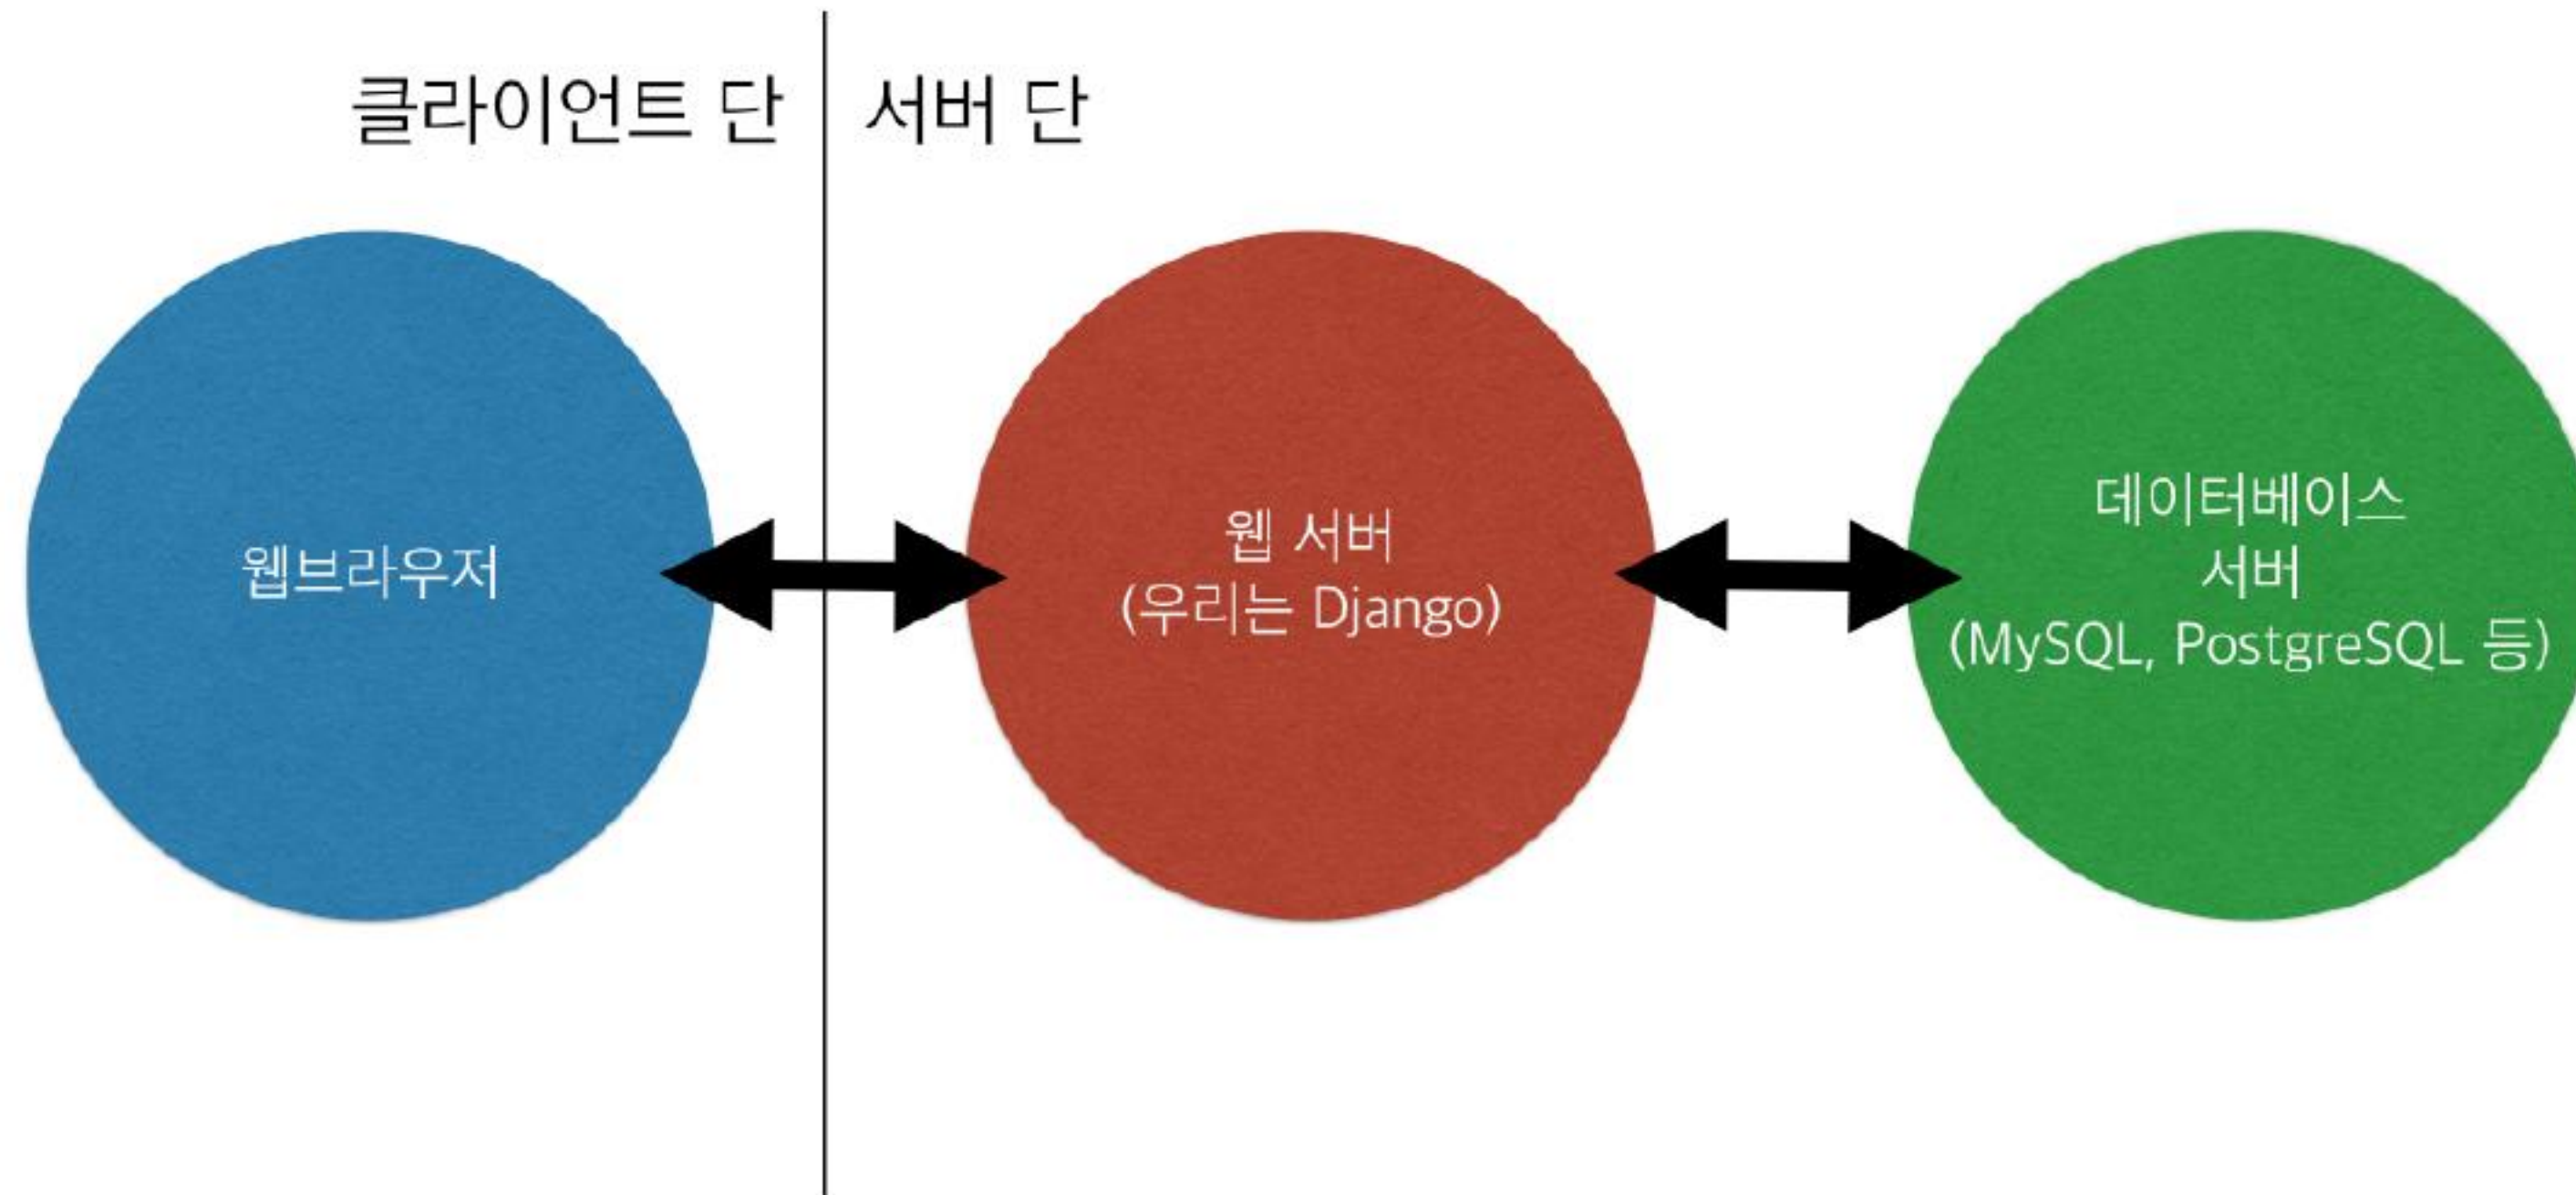 클라이언트 단
서버 단
웹브라우저
웹 서버
(우리는 Django)
데이터베이스
서버
(MySQL, PostgreSQL 등)